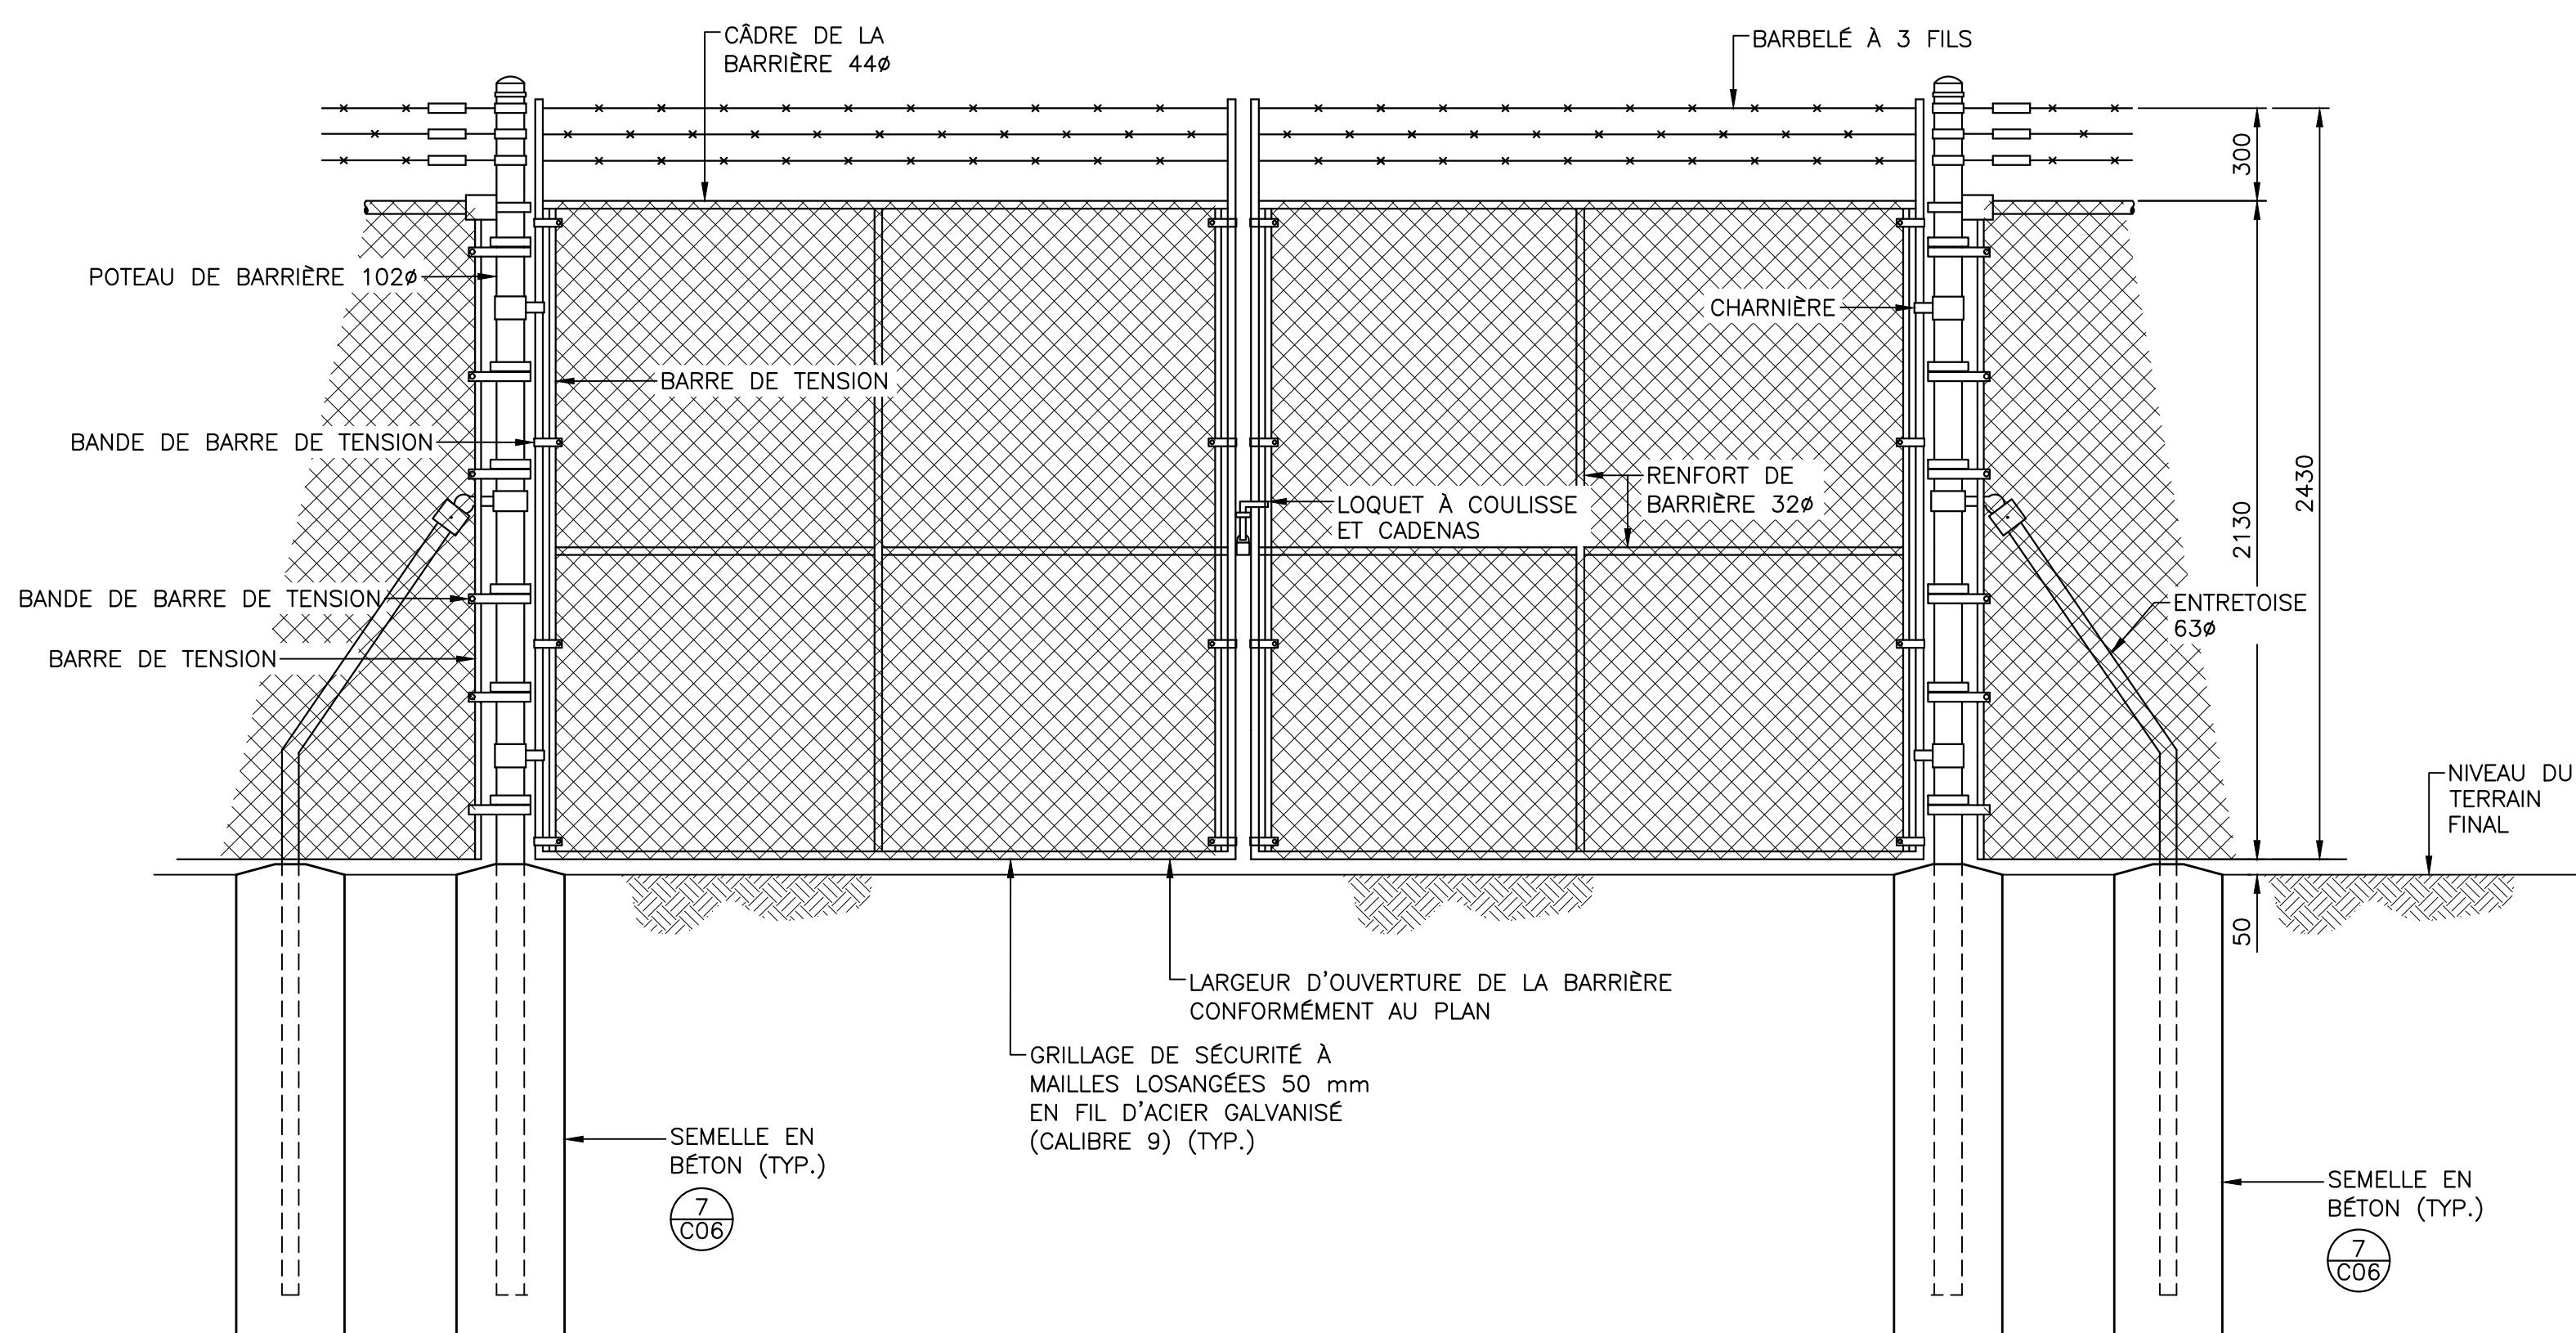 CÂDRE DE LA
BARRIÈRE 44ø
BARBELÉ À 3 FILS
300
POTEAU DE BARRIÈRE 102ø
CHARNIÈRE
BARRE DE TENSION
BANDE DE BARRE DE TENSION
RENFORT DE
BARRIÈRE 32ø
LOQUET À COULISSE
ET CADENAS
2130
2430
BANDE DE BARRE DE TENSION
ENTRETOISE
63ø
BARRE DE TENSION
NIVEAU DU
TERRAIN
FINAL
50
LARGEUR D'OUVERTURE DE LA BARRIÈRE
CONFORMÉMENT AU PLAN
GRILLAGE DE SÉCURITÉ À
MAILLES LOSANGÉES 50 mm
EN FIL D'ACIER GALVANISÉ
(CALIBRE 9) (TYP.)
SEMELLE EN
BÉTON (TYP.)
7
C06
SEMELLE EN
BÉTON (TYP.)
7
C06